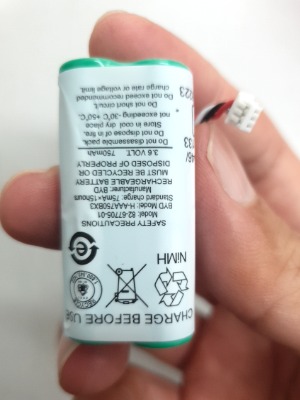 CHARGE BEFORE USE
NiMH
SAFETY PRECAUTIONS
Model: 82-67705-01
BYD Model: H-AAA750BX3
Standard charge: 75mA×15hours
Manufacturer: BYD
RECHARGEABLE BATTERY
MUST BE RECYCLED OR
DISPOSED OF PROPERLY
3.6 VOLT 750mAh
Do not disassemble pack.
Do not dispose of in fire.
Store in cool dry place
-30°C, +50°C.
Do not short circuit.
Do not exceed recommended
charge rate or voltage limit.